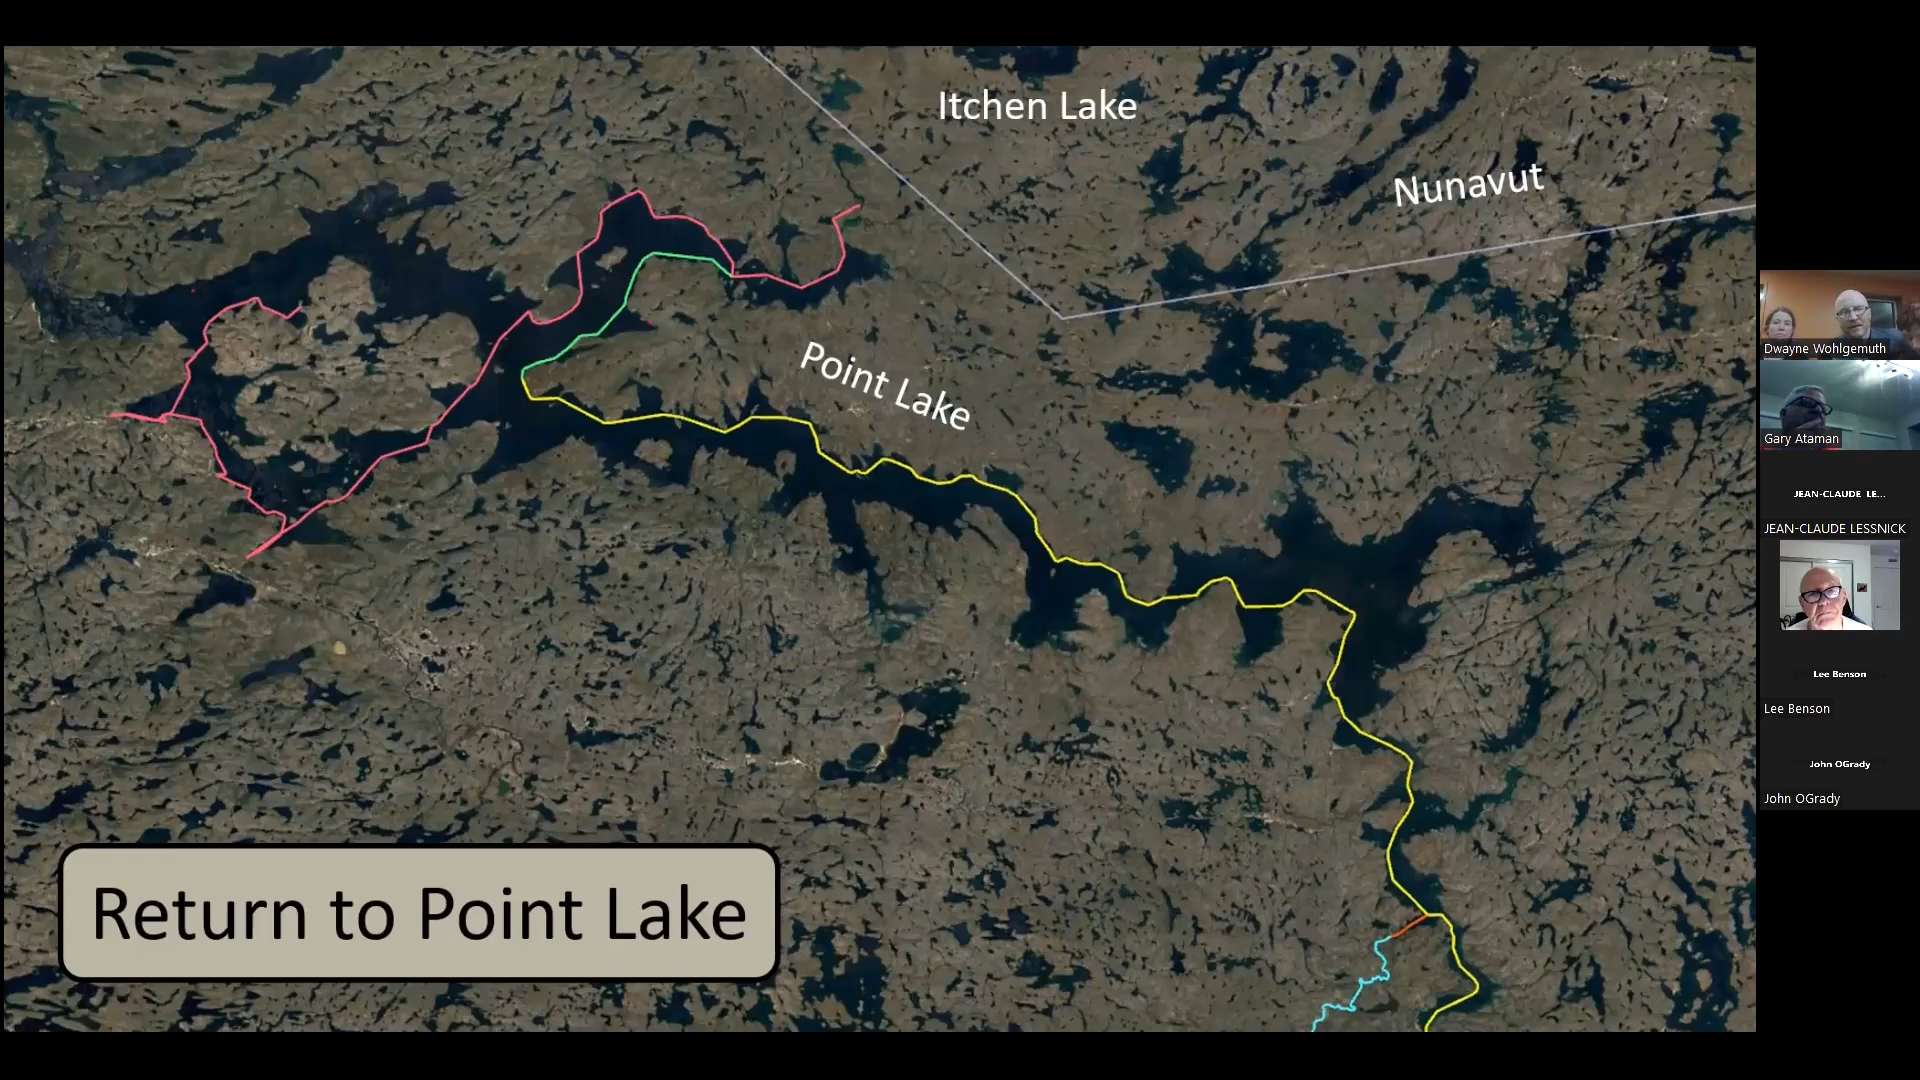 Itchen Lake
Nunavut
Point Lake
Return to Point Lake
Dwayne Wohlgemuth
Gary Ataman
JEAN-CLAUDE LE...
JEAN-CLAUDE LESSNICK
Lee Benson
Lee Benson
John OGrady
John OGrady